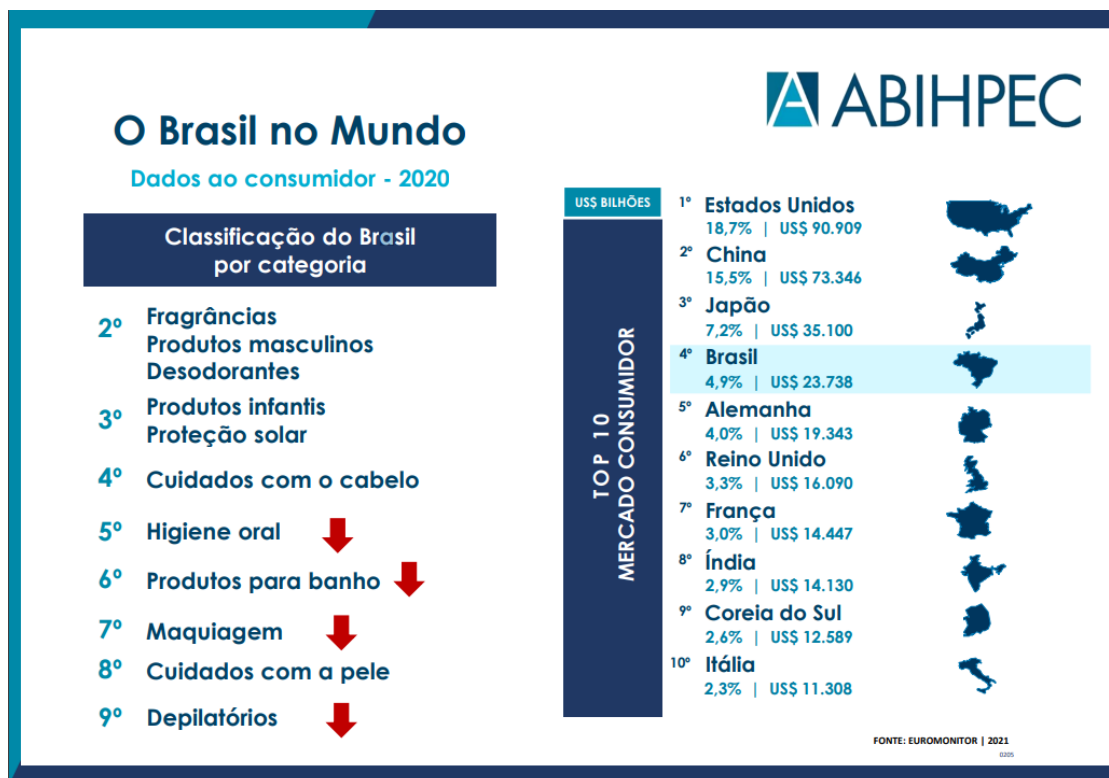 ABIHPEC
O Brasil no Mundo
Dados ao consumidor - 2020
Classificação do Brasil
por categoria
2º
Fragrâncias
Produtos masculinos
Desodorantes
3º
Produtos infantis
Proteção solar
4º Cuidados com o cabelo
5º Higiene oral
6º Produtos para banho
7º Maquiagem
8º Cuidados com a pele
9º Depilatórios
US$ BILHÕES
TOP 10
MERCADO CONSUMIDOR
1º Estados Unidos
18,7% | US$ 90.909
2º China
15,5% | US$ 73.346
3º Japão
7,2% | US$ 35.100
4º Brasil
4,9% | US$ 23.738
5º Alemanha
4,0% | US$ 19.343
6º Reino Unido
3,3% | US$ 16.090
7º França
3,0% | US$ 14.447
8º Índia
2,9% | US$ 14.130
9º Coreia do Sul
2,6% | US$ 12.589
10º Itália
2,3% | US$ 11.308
FONTE: EUROMONITOR | 2021
0205